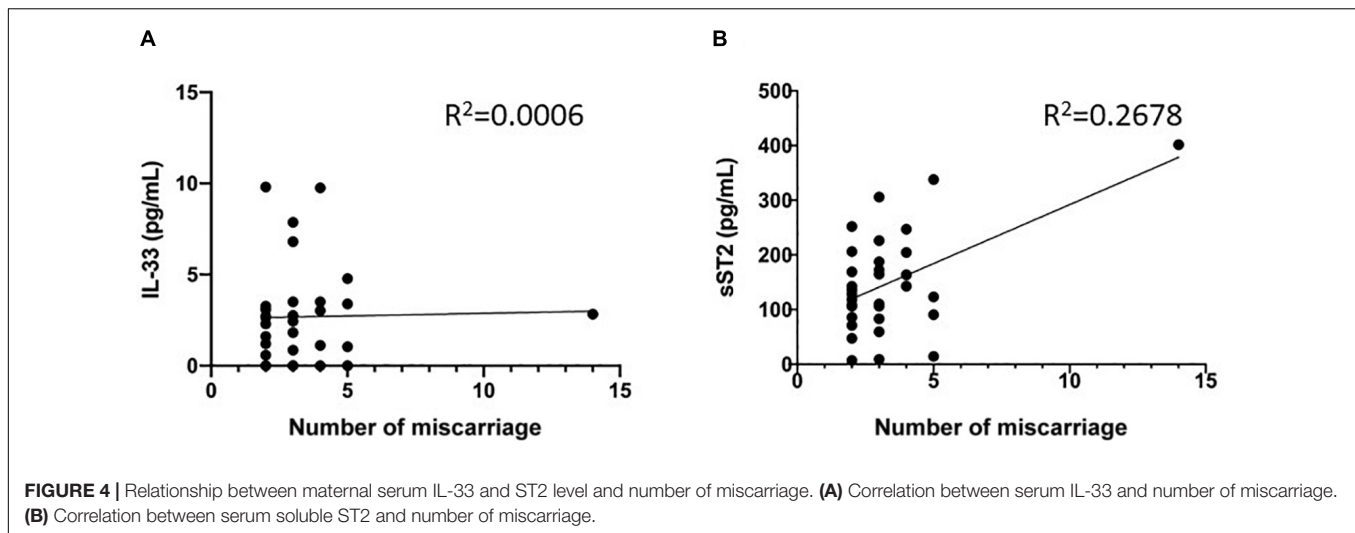 A
15
10
5
0
IL-33 (pg/mL)
R²=0.0006
0 5 10 15
Number of miscarriage
B
500
400
300
200
100
0
sST2 (pg/mL)
R²=0.2678
0 5 10 15
Number of miscarriage
FIGURE 4 | Relationship between maternal serum IL-33 and ST2 level and number of miscarriage. (A) Correlation between serum IL-33 and number of miscarriage.
(B) Correlation between serum soluble ST2 and number of miscarriage.